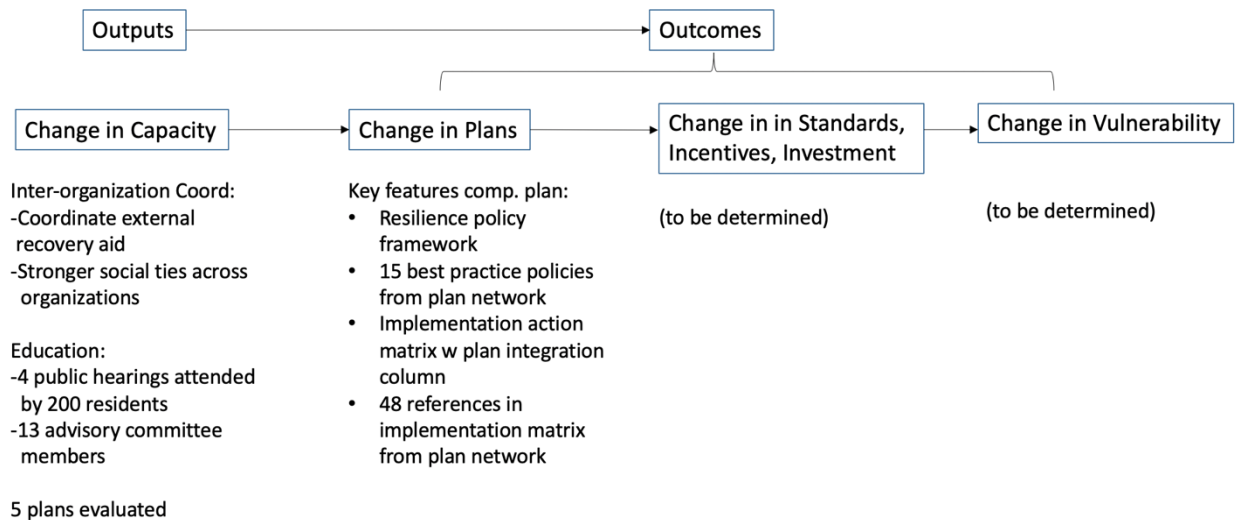 Outputs
Outcomes
Change in Capacity
Change in Plans
Change in in Standards,
Incentives, Investment
Change in Vulnerability
Inter-organization Coord:
-Coordinate external
recovery aid
-Stronger social ties across
organizations
Education:
-4 public hearings attended
by 200 residents
-13 advisory committee
members
5 plans evaluated
Key features comp. plan:
• Resilience policy
framework
• 15 best practice policies
from plan network
• Implementation action
matrix w plan integration
column
• 48 references in
implementation matrix
from plan network
(to be determined)
(to be determined)